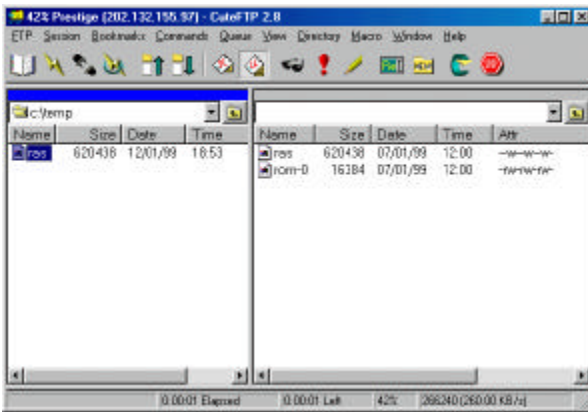 42% Prestige (202.132.155.97) - CuteFTP 2.8
FTP Session Bookmarks Commands Queue View Directory Macro Window Help
c:\temp
Name Size Date Time
ras 620438 12/01/99 18:53
Name Size Date Time Attr
ras 620438 07/01/99 12:00 -w--w--w-
rom-0 16384 07/01/99 12:00 -rw-rw-rw-
0:00:01 Elapsed 0:00:01 Left 42% 266240 (260.00 KB/s)